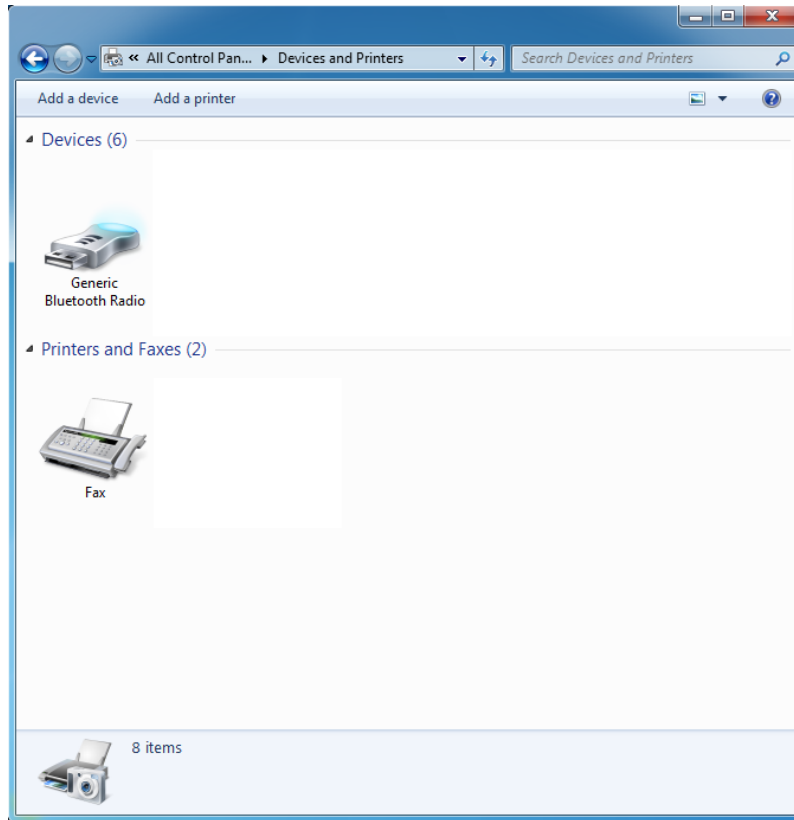 « All Control Pan... ▸ Devices and Printers
Search Devices and Printers
Add a device Add a printer
Devices (6)
Generic
Bluetooth Radio
Printers and Faxes (2)
Fax
8 items